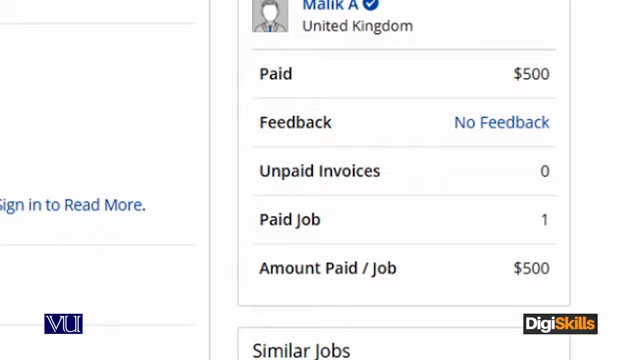 Malik A
United Kingdom
Paid $500
Feedback No Feedback
Unpaid Invoices 0
Sign in to Read More.
Paid Job 1
Amount Paid / Job $500
VU
DigiSkills
Similar Jobs